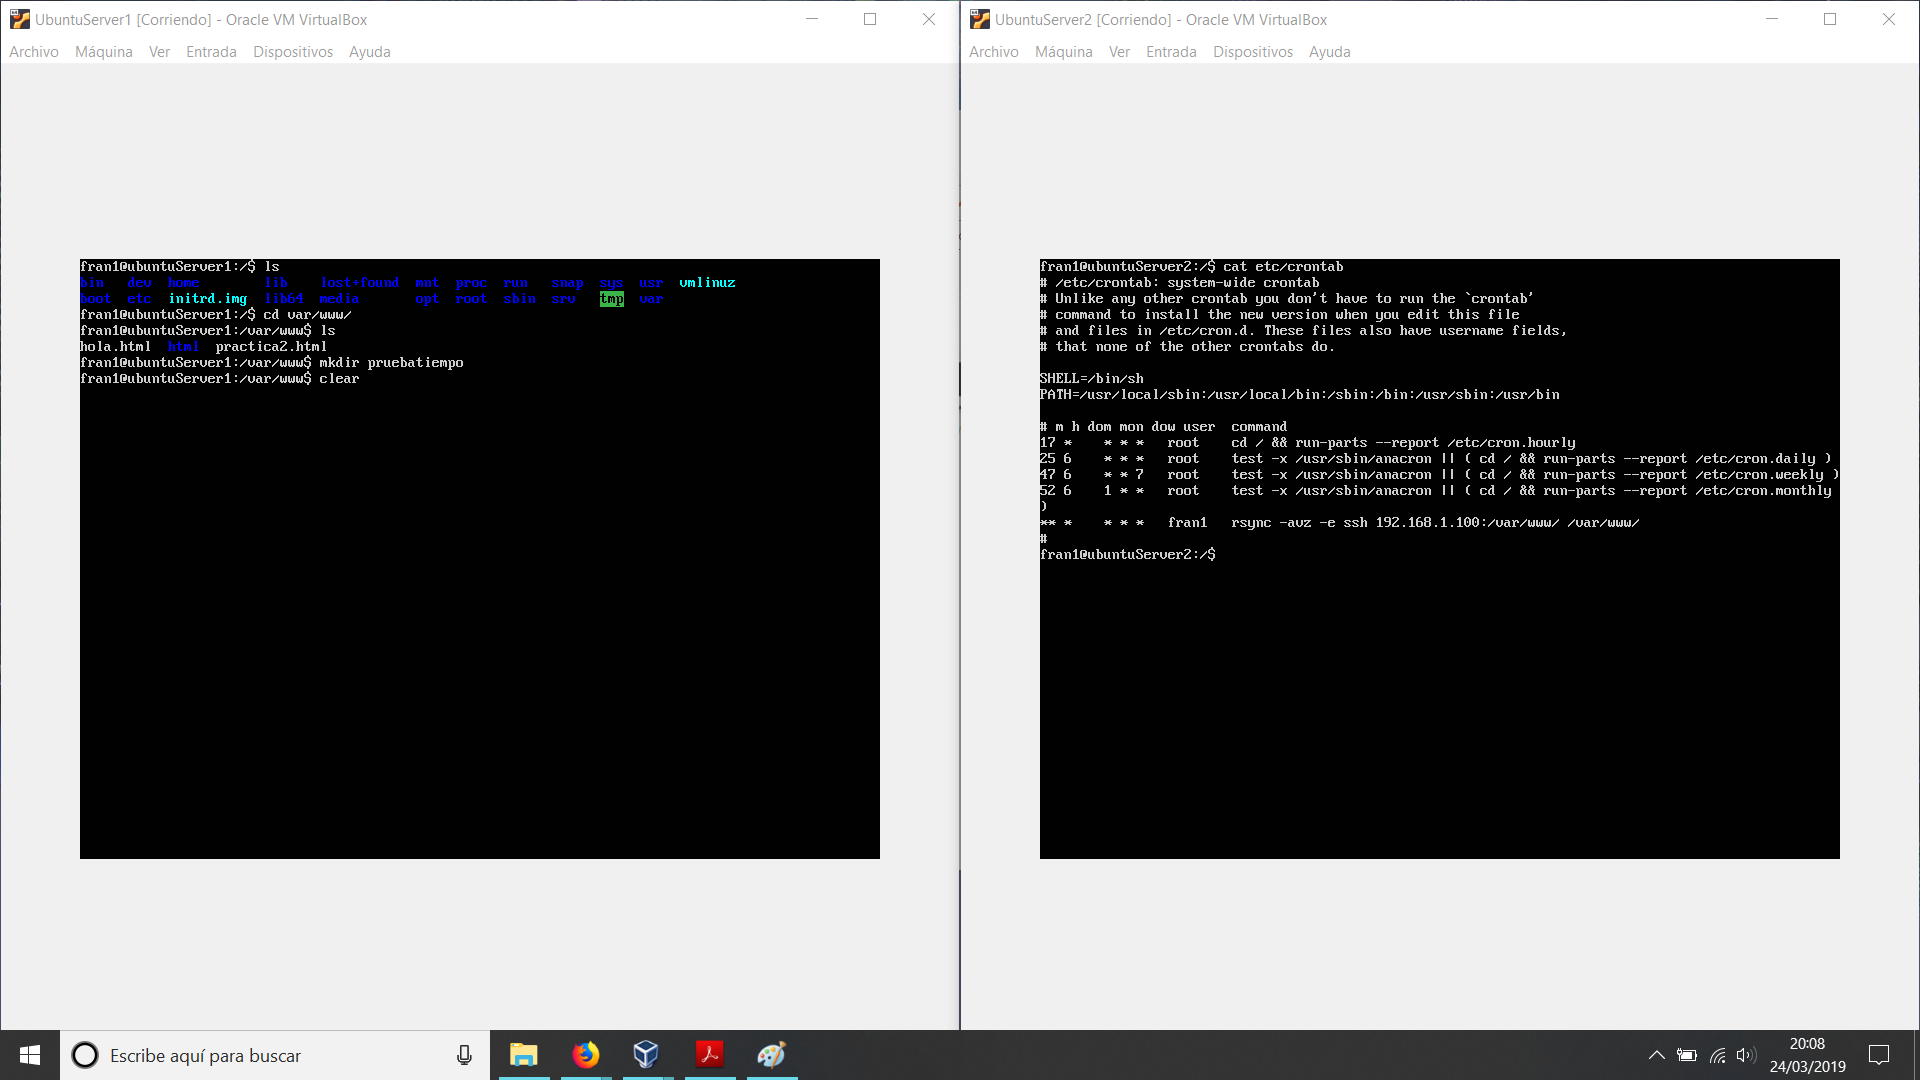 UbuntuServer1 [Corriendo] - Oracle VM VirtualBox
Archivo Máquina Ver Entrada Dispositivos Ayuda
fran1@ubuntuServer1:/$ ls
bin dev home lib lost+found mnt proc run snap sys usr vmlinuz
boot etc initrd.img lib64 media opt root sbin srv tmp var
fran1@ubuntuServer1:/$ cd var/www/
fran1@ubuntuServer1:/var/www$ ls
hola.html html practica2.html
fran1@ubuntuServer1:/var/www$ mkdir pruebatiempo
fran1@ubuntuServer1:/var/www$ clear
UbuntuServer2 [Corriendo] - Oracle VM VirtualBox
Archivo Máquina Ver Entrada Dispositivos Ayuda
fran1@ubuntuServer2:/$ cat etc/crontab
# /etc/crontab: system-wide crontab
# Unlike any other crontab you don't have to run the `crontab'
# command to install the new version when you edit this file
# and files in /etc/cron.d. These files also have username fields,
# that none of the other crontabs do.
SHELL=/bin/sh
PATH=/usr/local/sbin:/usr/local/bin:/sbin:/bin:/usr/sbin:/usr/bin
# m h dom mon dow user command
17 * * * * root cd / && run-parts --report /etc/cron.hourly
25 6 * * * root test -x /usr/sbin/anacron || ( cd / && run-parts --report /etc/cron.daily )
47 6 * * 7 root test -x /usr/sbin/anacron || ( cd / && run-parts --report /etc/cron.weekly )
52 6 1 * * root test -x /usr/sbin/anacron || ( cd / && run-parts --report /etc/cron.monthly
)
** * * * * fran1 rsync -avz -e ssh 192.168.1.100:/var/www/ /var/www/
#
fran1@ubuntuServer2:/$
Escribe aquí para buscar
20:08
24/03/2019